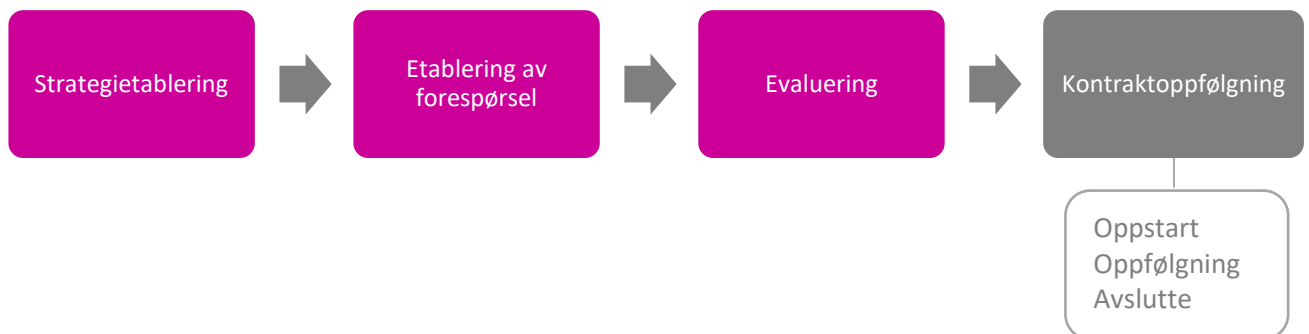 Strategietablering
Etablering av
forespørsel
Evaluering
Kontraktoppfølgning
Oppstart
Oppfølgning
Avslutte